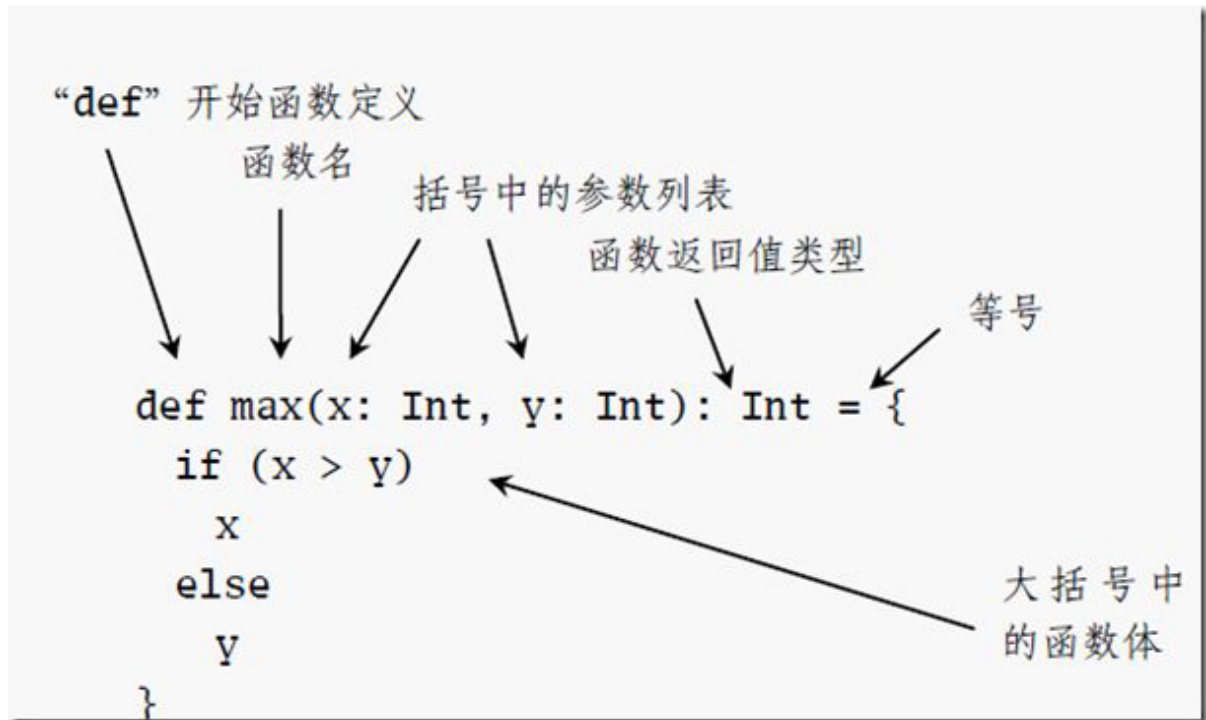 “def” 开始函数定义
函数名
括号中的参数列表
函数返回值类型
等号
def max(x: Int, y: Int): Int = {
if (x > y)
x
else
y
}
大括号中
的函数体